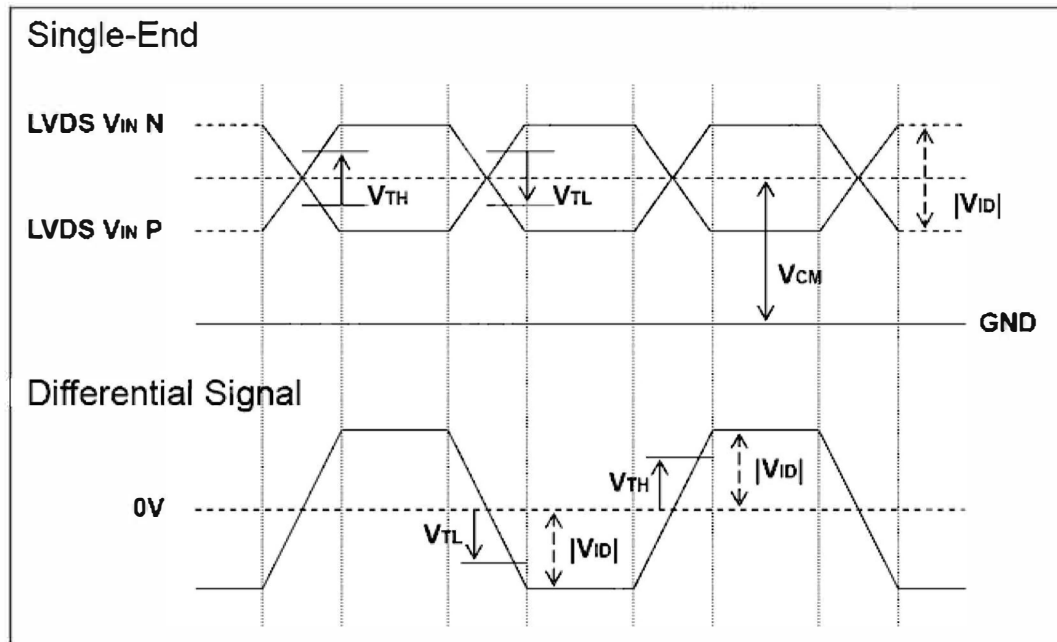 Single-End
LVDS VIN N
VTH
VTL
|VID|
LVDS VIN P
VCM
GND
Differential Signal
VTH
|VID|
0V
VTL
|VID|